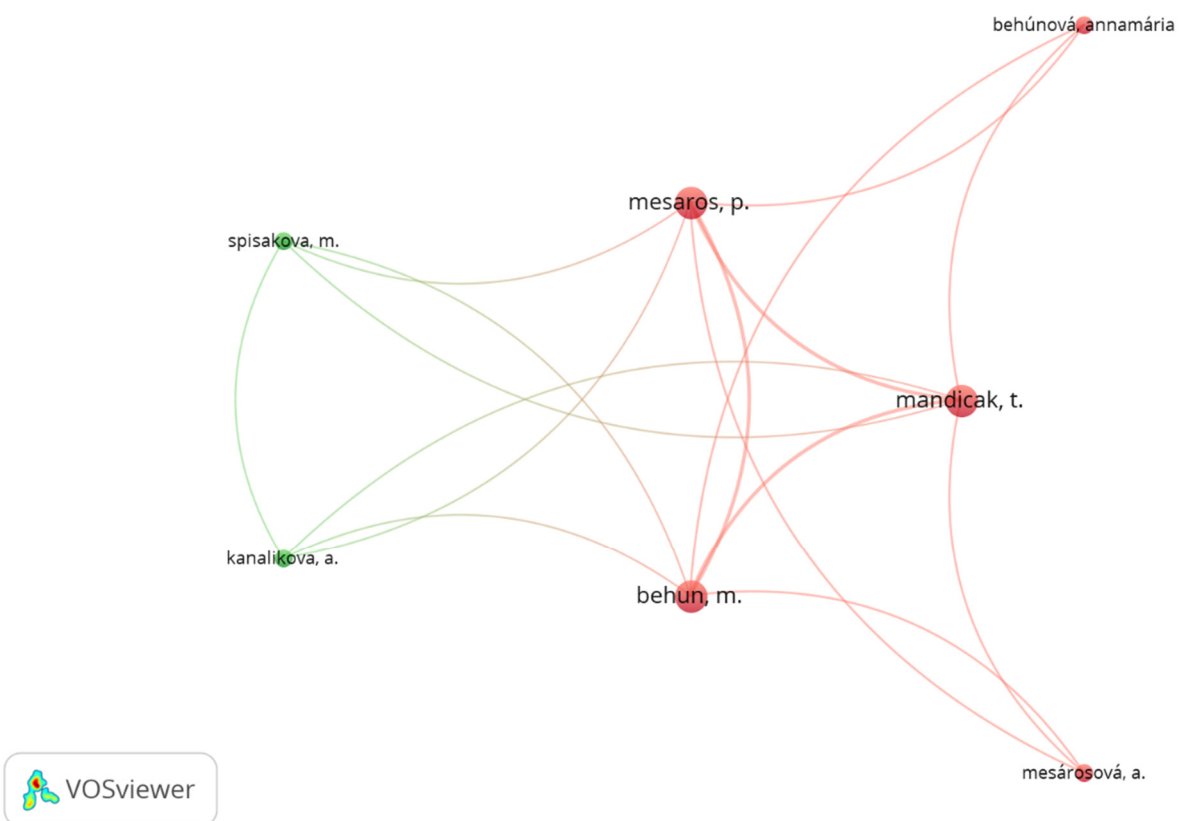 behúnová, annamária
mesaros, p.
spisakova, m.
mandicak, t.
kanalikova, a.
behun, m.
mesárosová, a.
VOSviewer